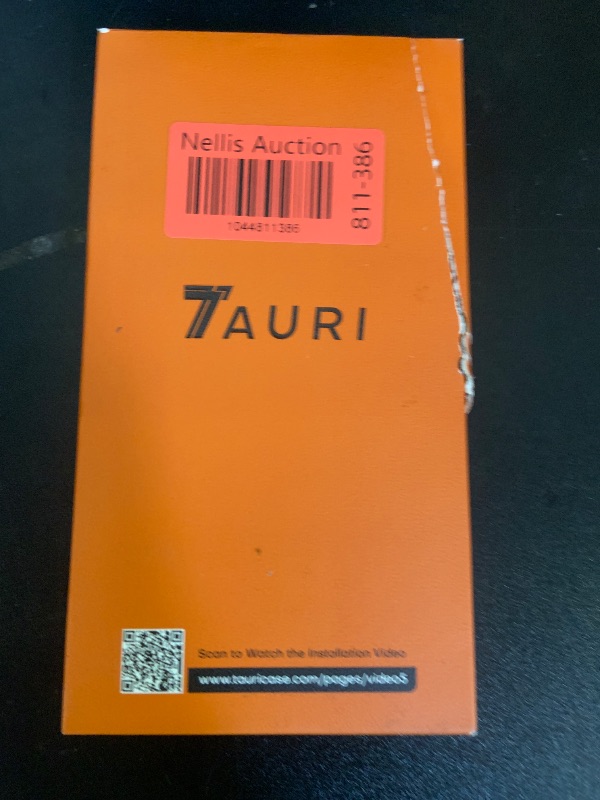 Nellis Auction
811-386
1044811386
TAURI
Scan to Watch the Installation Video
www.tauricase.com/pages/video5